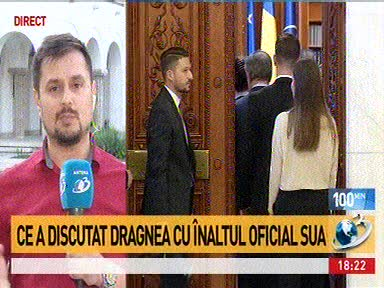 DIRECT
ANTENA
3
100 MIN
CE A DISCUTAT DRAGNEA CU ÎNALTUL OFICIAL SUA
18:22